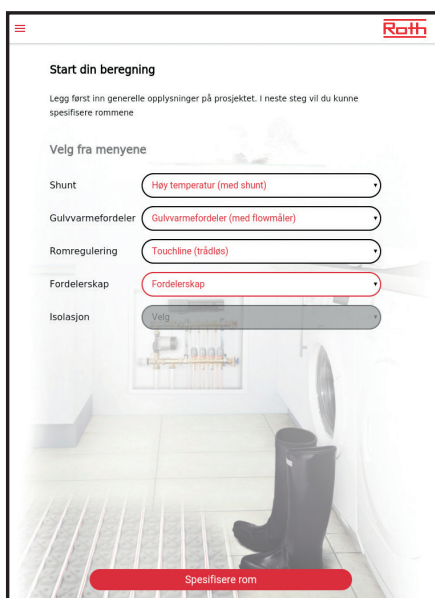 Roth
Start din beregning
Legg først inn generelle opplysninger på prosjektet. I neste steg vil du kunne
spesifisere rommene
Velg fra menyene
Shunt Høy temperatur (med shunt)
Gulvvarmefordeler Gulvvarmefordeler (med flowmåler)
Romregulering Touchline (trådløs)
Fordelerskap Fordelerskap
Isolasjon Velg
Spesifisere rom